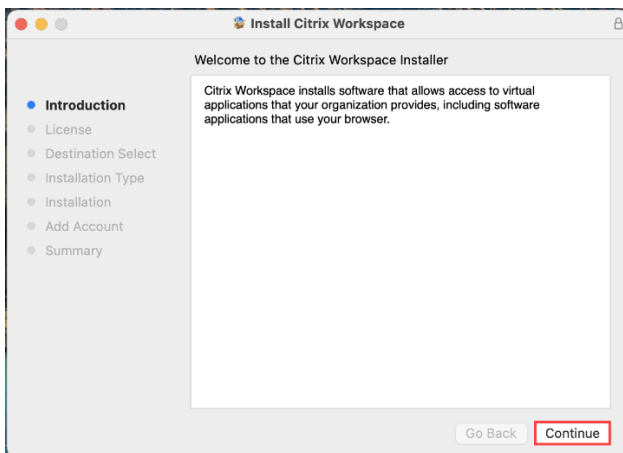 Install Citrix Workspace
Welcome to the Citrix Workspace Installer
Introduction
License
Destination Select
Installation Type
Installation
Add Account
Summary
Citrix Workspace installs software that allows access to virtual
applications that your organization provides, including software
applications that use your browser.
Go Back
Continue